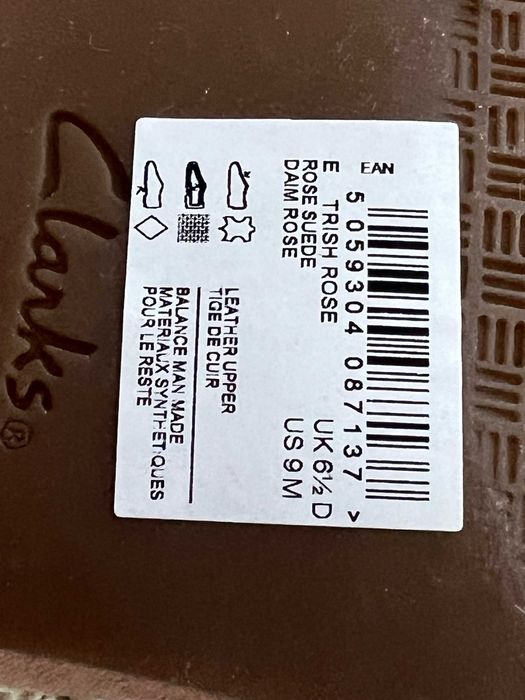 Clarks®
EAN
5 059304 087137 >
E TRISH ROSE
ROSE SUEDE
DAIM ROSE
UK 6½ D
US 9 M
LEATHER UPPER
TIGE DE CUIR
BALANCE MAN MADE
MATERIAUX SYNTHETIQUES
POUR LE RESTE